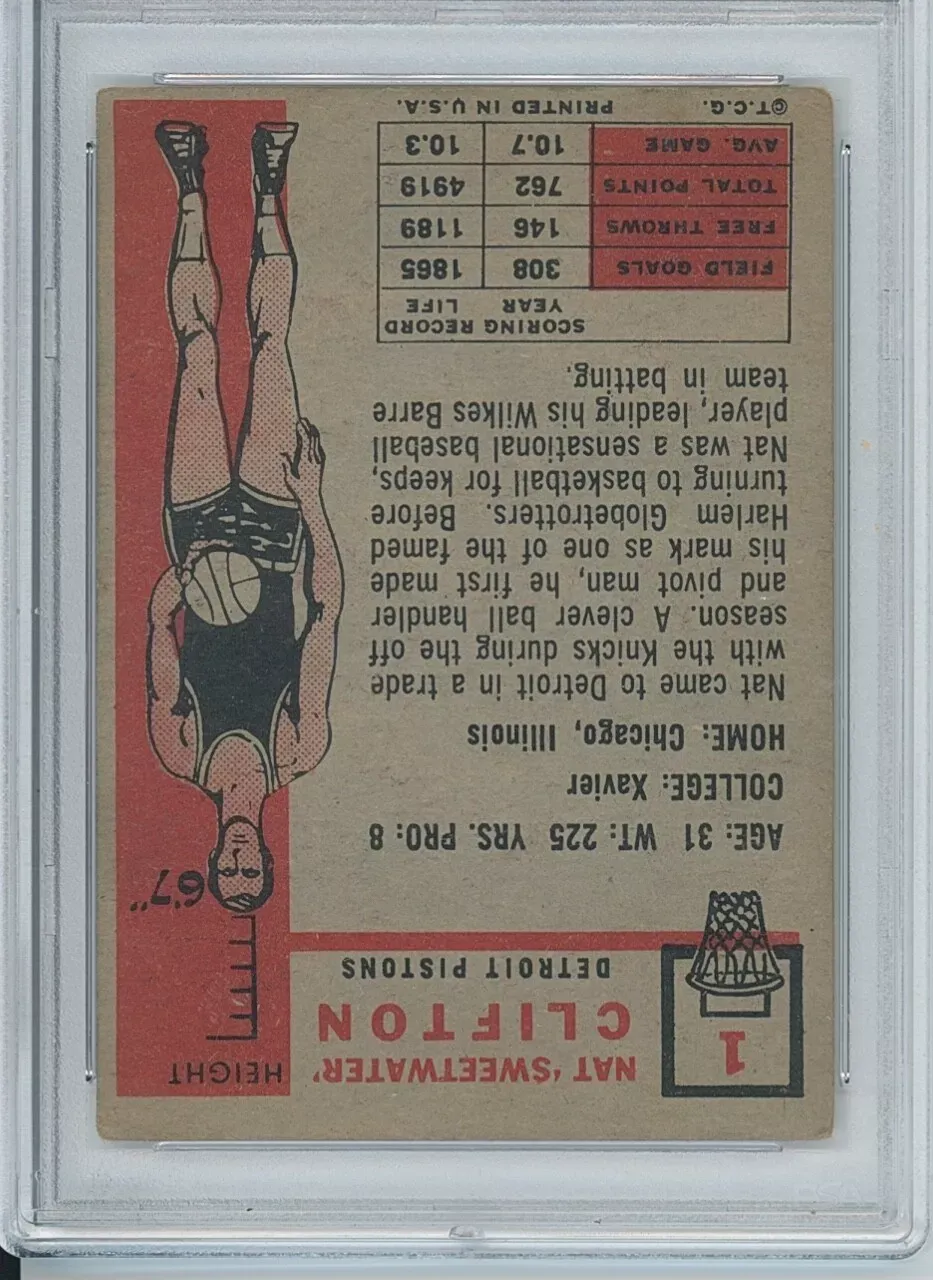 1
NAT 'SWEETWATER'
CLIFTON
DETROIT PISTONS
HEIGHT
6'7"
AGE: 31 WT: 225 YRS. PRO: 8
COLLEGE: Xavier
HOME: Chicago, Illinois
Nat came to Detroit in a trade
with the Knicks during the off
season. A clever ball handler
and pivot man, he first made
his mark as one of the famed
Harlem Globetrotters. Before
turning to basketball for keeps,
Nat was a sensational baseball
player, leading his Wilkes Barre
team in batting.
SCORING RECORD
YEAR LIFE
FIELD GOALS 308 1865
FREE THROWS 146 1189
TOTAL POINTS 762 4919
AVG. GAME 10.7 10.3
©T.C.G. PRINTED IN U.S.A.